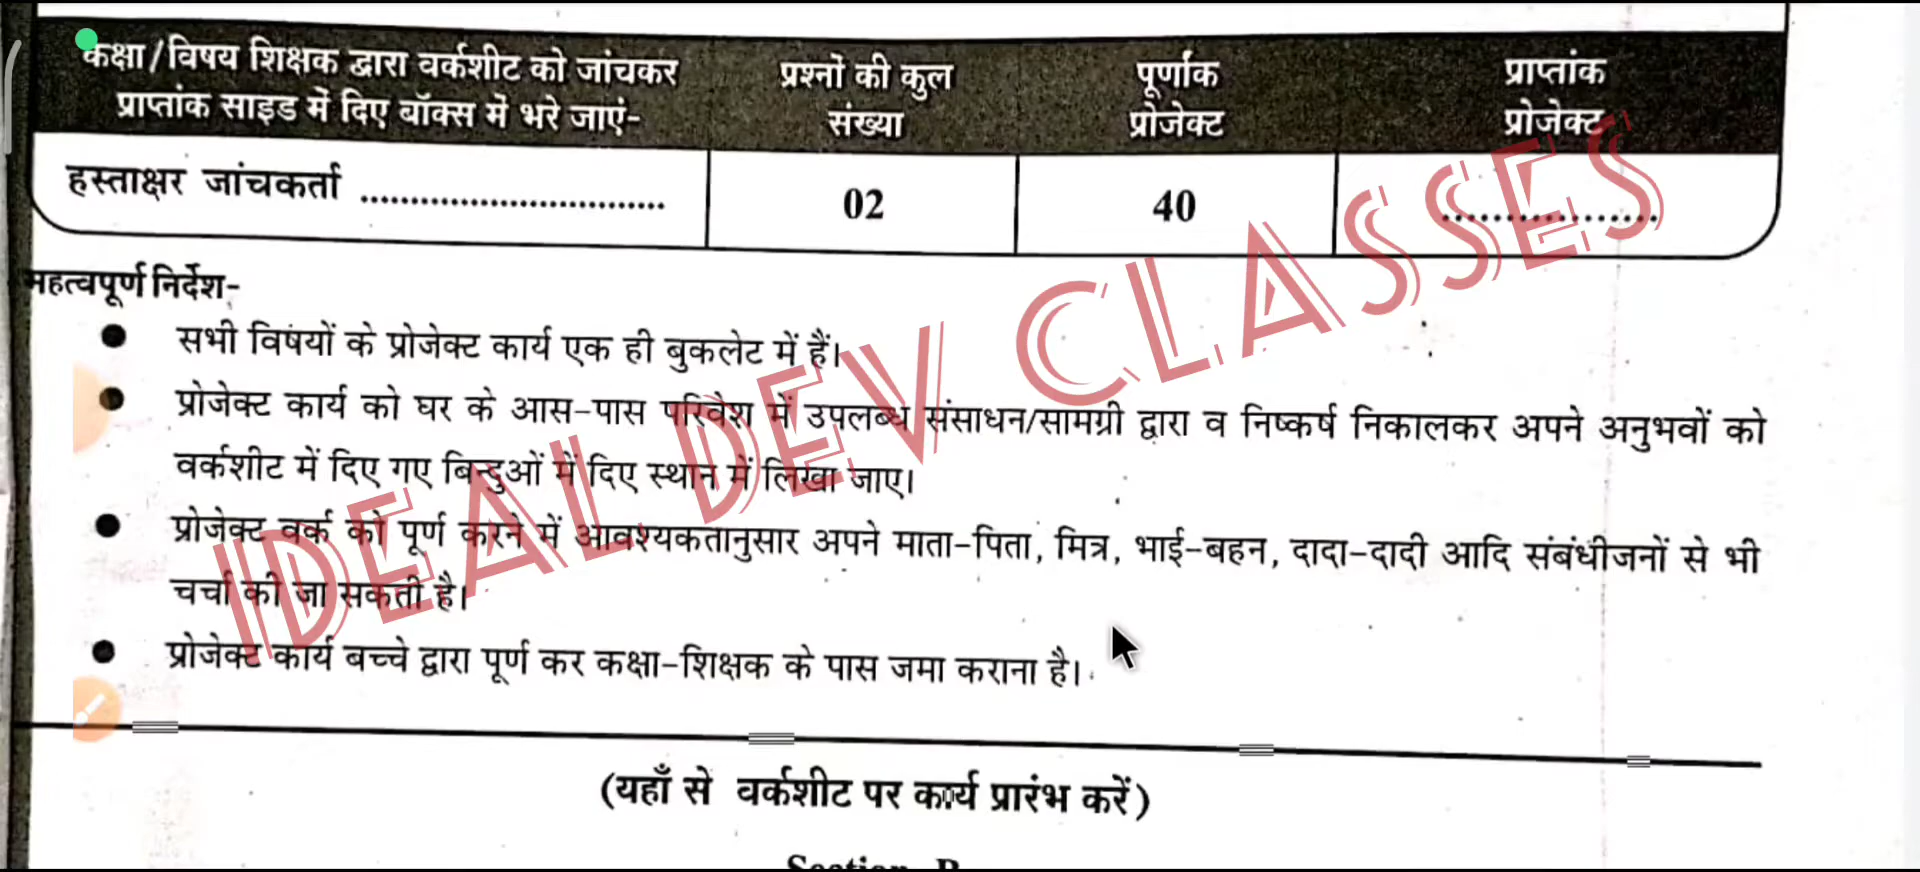 कक्षा/विषय शिक्षक द्वारा वर्कशीट को जांचकर
प्राप्तांक साइड में दिए बॉक्स में भरे जाएं-
प्रश्नों की कुल
संख्या
पूर्णांक
प्रोजेक्ट
प्राप्तांक
प्रोजेक्ट
हस्ताक्षर जांचकर्ता ..............................
02
40
..................
महत्वपूर्ण निर्देश-
● सभी विषयों के प्रोजेक्ट कार्य एक ही बुकलेट में हैं।
● प्रोजेक्ट कार्य को घर के आस-पास परिवेश में उपलब्ध संसाधन/सामग्री द्वारा व निष्कर्ष निकालकर अपने अनुभवों को
वर्कशीट में दिए गए बिन्दुओं में दिए स्थान में लिखा जाए।
● प्रोजेक्ट वर्क को पूर्ण करने में आवश्यकतानुसार अपने माता-पिता, मित्र, भाई-बहन, दादा-दादी आदि संबंधीजनों से भी
चर्चा की जा सकती है।
● प्रोजेक्ट कार्य बच्चे द्वारा पूर्ण कर कक्षा-शिक्षक के पास जमा कराना है।
(यहाँ से वर्कशीट पर कार्य प्रारंभ करें)
IDEAL DEV CLASSES